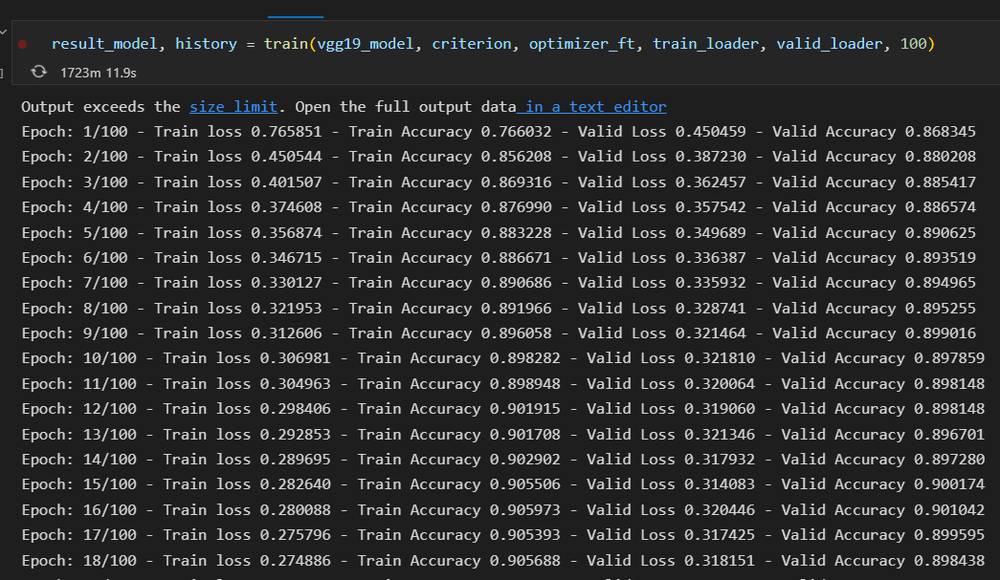 result_model, history = train(vgg19_model, criterion, optimizer_ft, train_loader, valid_loader, 100)
1723m 11.9s
Output exceeds the size limit. Open the full output data in a text editor
Epoch: 1/100 - Train loss 0.765851 - Train Accuracy 0.766032 - Valid Loss 0.450459 - Valid Accuracy 0.868345
Epoch: 2/100 - Train loss 0.450544 - Train Accuracy 0.856208 - Valid Loss 0.387230 - Valid Accuracy 0.880208
Epoch: 3/100 - Train loss 0.401507 - Train Accuracy 0.869316 - Valid Loss 0.362457 - Valid Accuracy 0.885417
Epoch: 4/100 - Train loss 0.374608 - Train Accuracy 0.876990 - Valid Loss 0.357542 - Valid Accuracy 0.886574
Epoch: 5/100 - Train loss 0.356874 - Train Accuracy 0.883228 - Valid Loss 0.349689 - Valid Accuracy 0.890625
Epoch: 6/100 - Train loss 0.346715 - Train Accuracy 0.886671 - Valid Loss 0.336387 - Valid Accuracy 0.893519
Epoch: 7/100 - Train loss 0.330127 - Train Accuracy 0.890686 - Valid Loss 0.335932 - Valid Accuracy 0.894965
Epoch: 8/100 - Train loss 0.321953 - Train Accuracy 0.891966 - Valid Loss 0.328741 - Valid Accuracy 0.895255
Epoch: 9/100 - Train loss 0.312606 - Train Accuracy 0.896058 - Valid Loss 0.321464 - Valid Accuracy 0.899016
Epoch: 10/100 - Train loss 0.306981 - Train Accuracy 0.898282 - Valid Loss 0.321810 - Valid Accuracy 0.897859
Epoch: 11/100 - Train loss 0.304963 - Train Accuracy 0.898948 - Valid Loss 0.320064 - Valid Accuracy 0.898148
Epoch: 12/100 - Train loss 0.298406 - Train Accuracy 0.901915 - Valid Loss 0.319060 - Valid Accuracy 0.898148
Epoch: 13/100 - Train loss 0.292853 - Train Accuracy 0.901708 - Valid Loss 0.321346 - Valid Accuracy 0.896701
Epoch: 14/100 - Train loss 0.289695 - Train Accuracy 0.902902 - Valid Loss 0.317932 - Valid Accuracy 0.897280
Epoch: 15/100 - Train loss 0.282640 - Train Accuracy 0.905506 - Valid Loss 0.314083 - Valid Accuracy 0.900174
Epoch: 16/100 - Train loss 0.280088 - Train Accuracy 0.905973 - Valid Loss 0.320446 - Valid Accuracy 0.901042
Epoch: 17/100 - Train loss 0.275796 - Train Accuracy 0.905393 - Valid Loss 0.317425 - Valid Accuracy 0.899595
Epoch: 18/100 - Train loss 0.274886 - Train Accuracy 0.905688 - Valid Loss 0.318151 - Valid Accuracy 0.898438